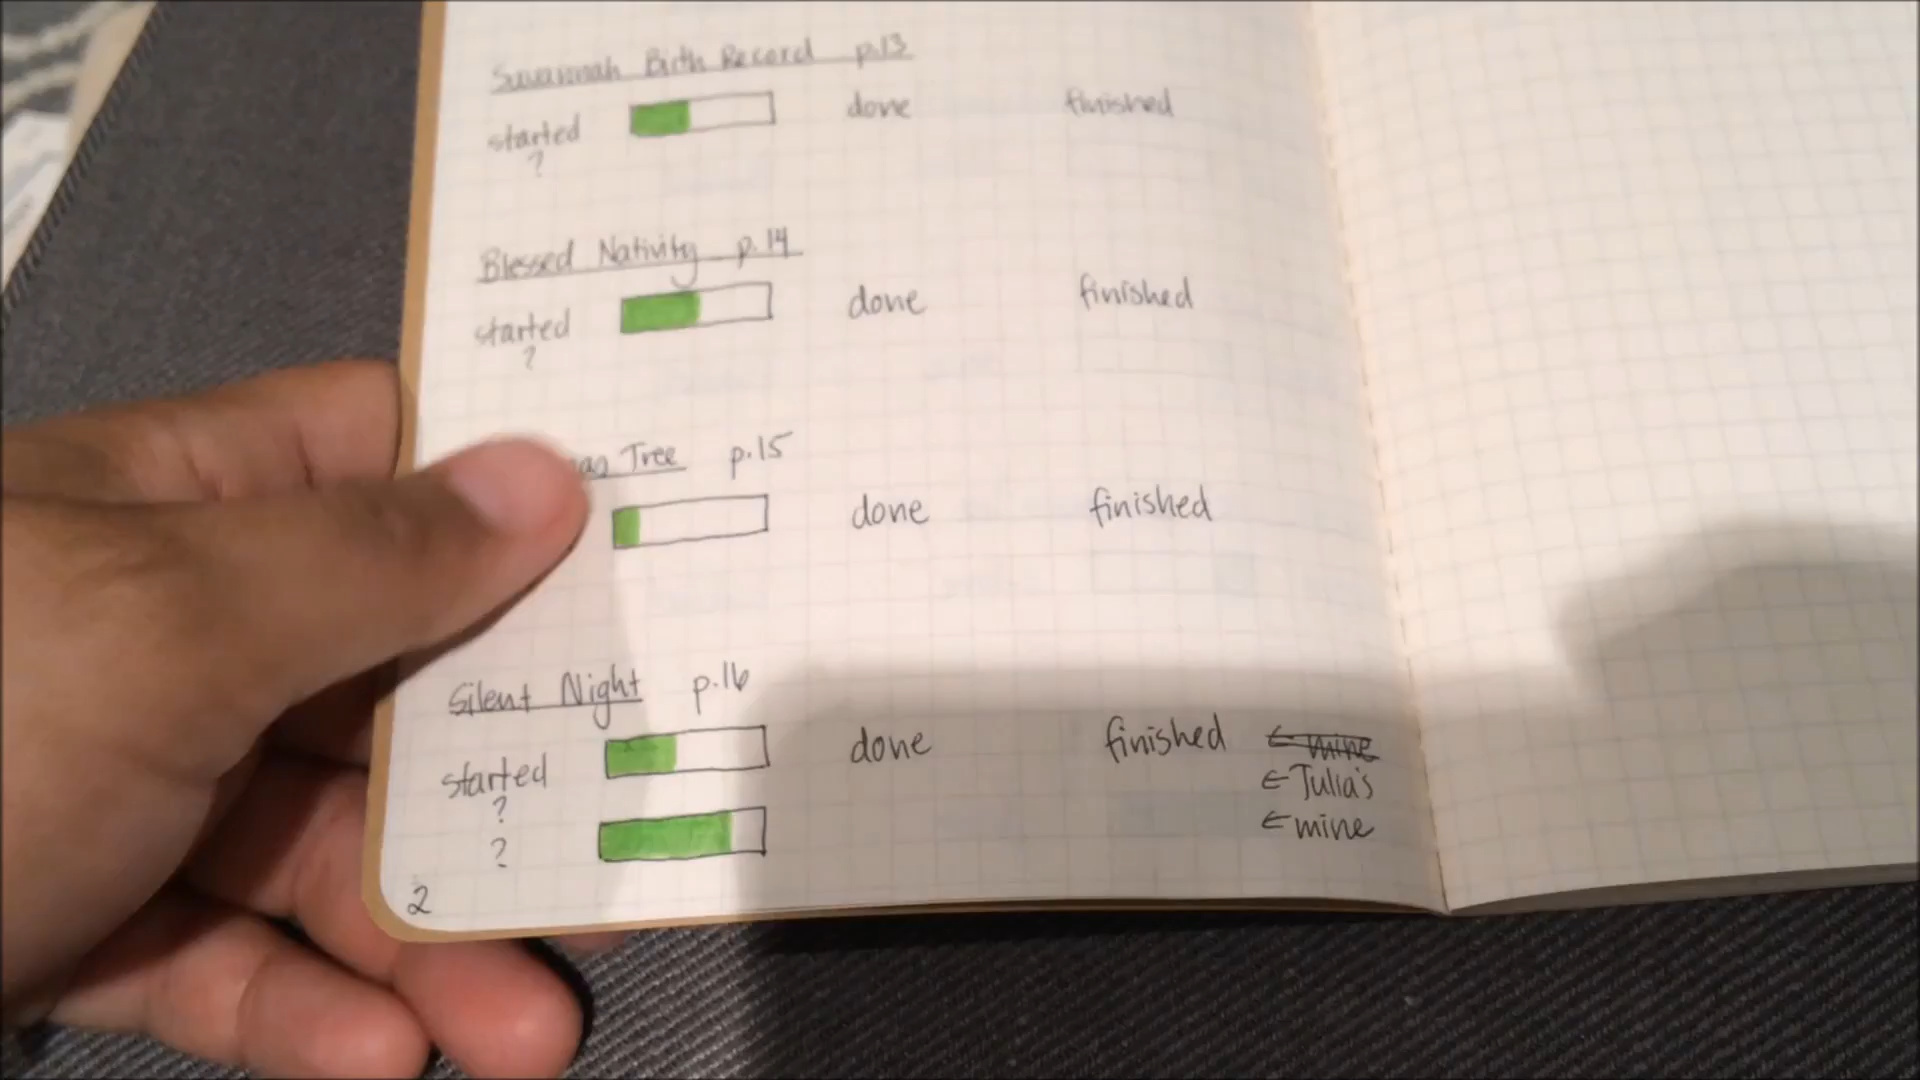 Savannah Birth Record p.13
started done finished
?
Blessed Nativity p.14
started done finished
?
Tree p.15
done finished
Silent Night p.16
started done finished ← mine
? ← Julia's
? ← mine
2